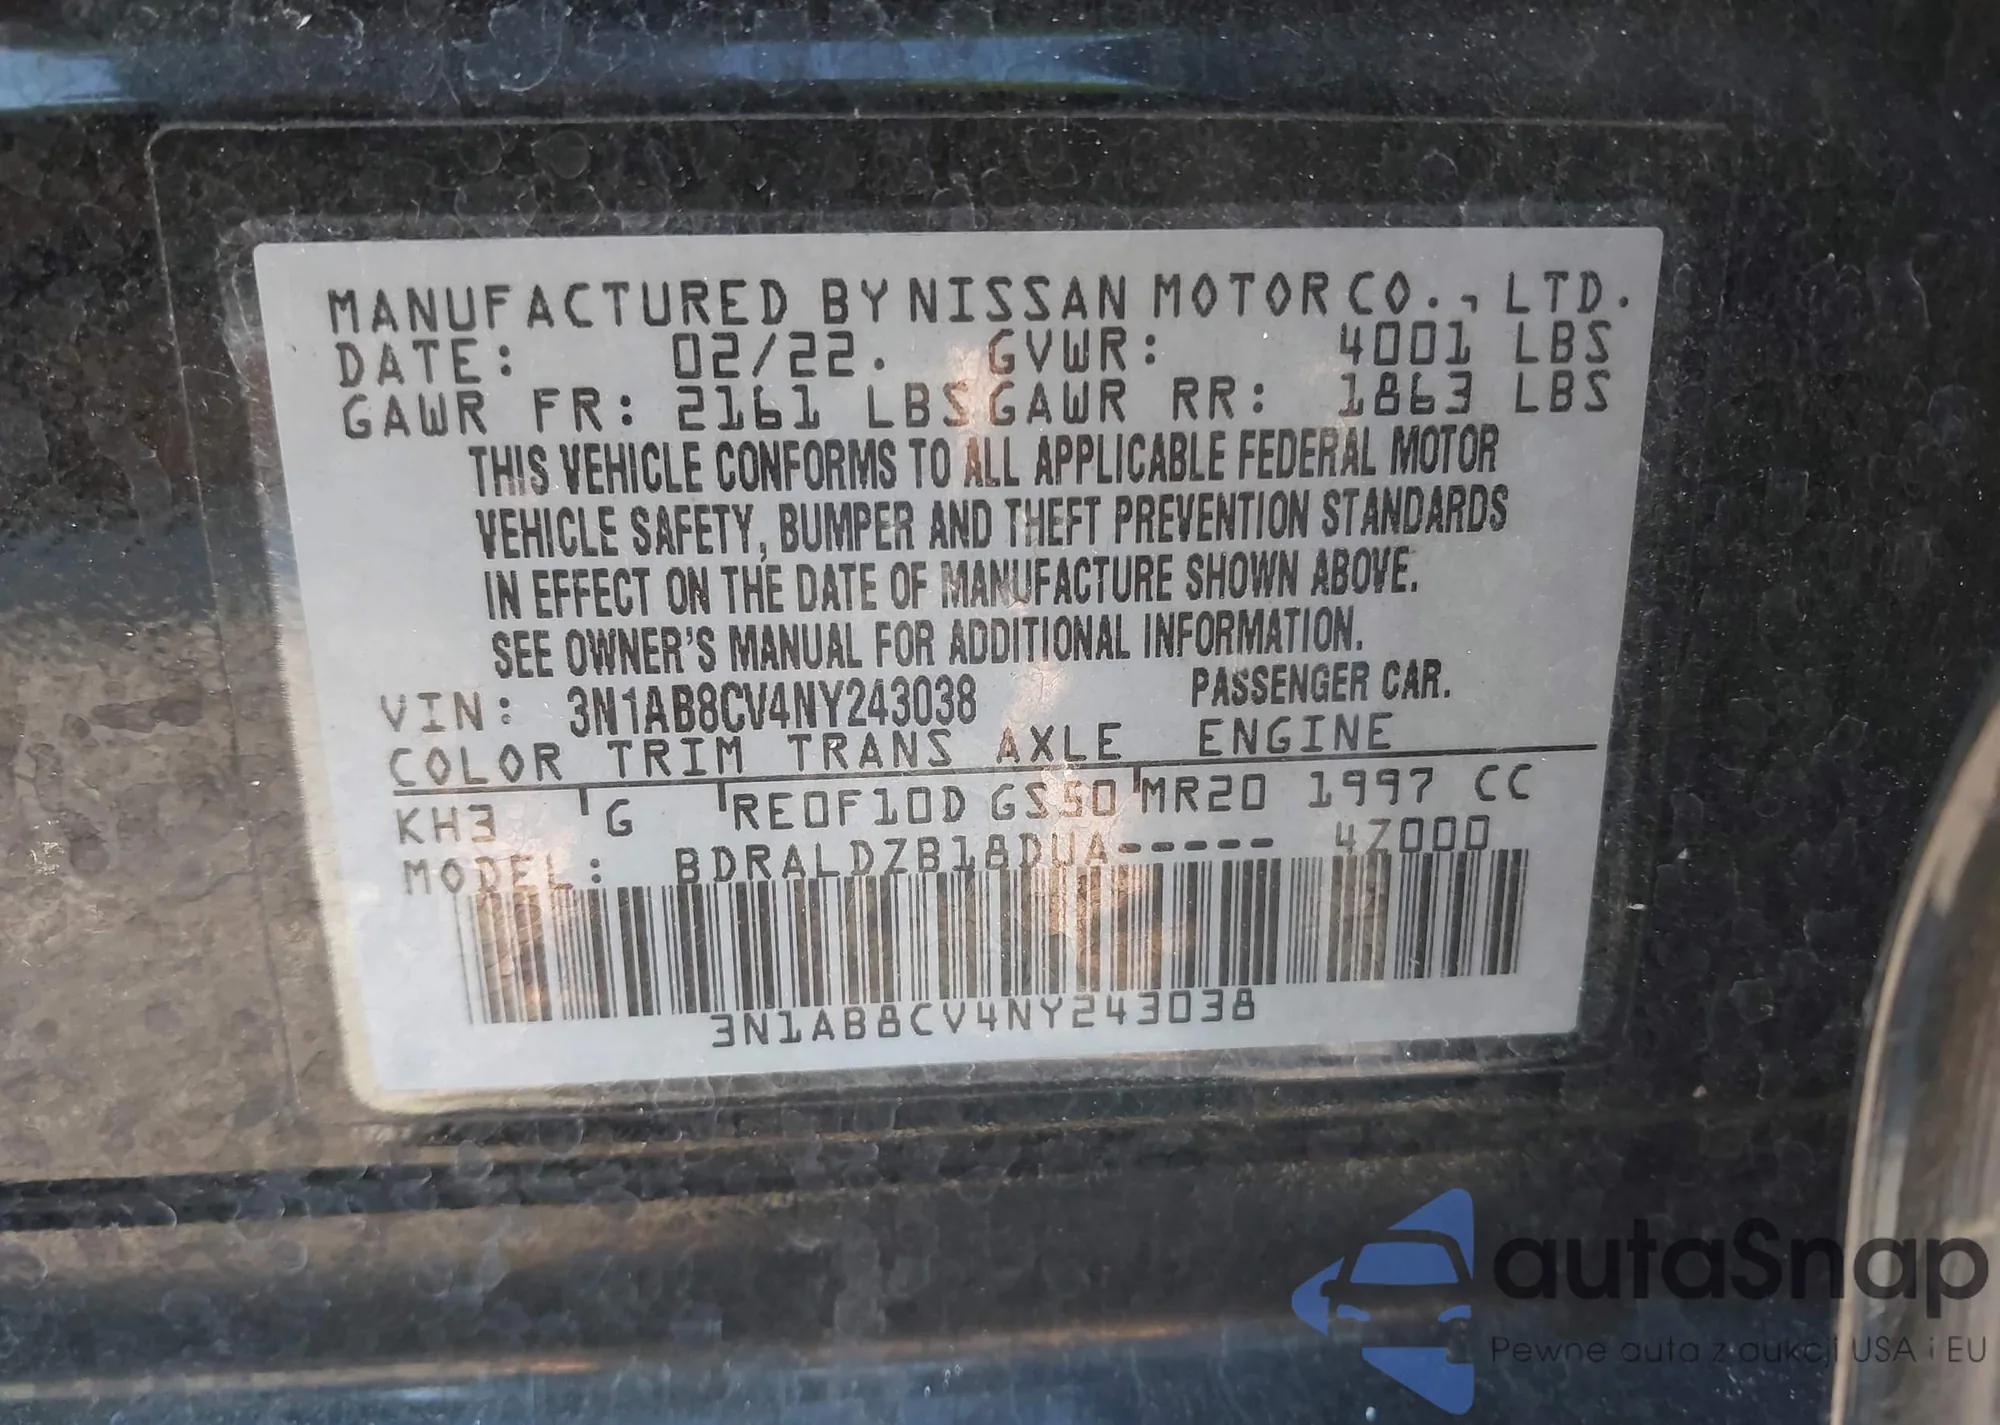 MANUFACTURED BY NISSAN MOTOR CO., LTD.
DATE: 02/22. GVWR: 4001 LBS
GAWR FR: 2161 LBS GAWR RR: 1863 LBS
THIS VEHICLE CONFORMS TO ALL APPLICABLE FEDERAL MOTOR
VEHICLE SAFETY, BUMPER AND THEFT PREVENTION STANDARDS
IN EFFECT ON THE DATE OF MANUFACTURE SHOWN ABOVE.
SEE OWNER'S MANUAL FOR ADDITIONAL INFORMATION.
VIN: 3N1AB8CV4NY243038 PASSENGER CAR.
COLOR TRIM TRANS AXLE ENGINE
KH3 G RE0F10D GS50 MR20 1997 CC
MODEL: BDRALDZB18DUA----- 4Z000
3N1AB8CV4NY243038
autaSnap
Pewne auta z aukcji USA i EU